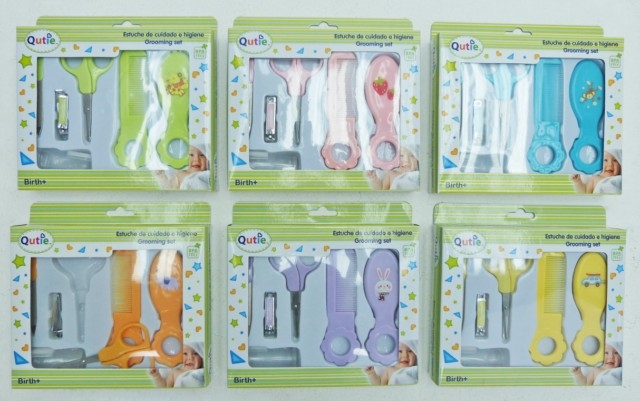 Qutie
Estuche de cuidado e higiene
Grooming set
Birth+
Qutie
Estuche de cuidado e higiene
Grooming set
Birth+
Qutie
Estuche de cuidado e higiene
Grooming set
Birth+
Qutie
Estuche de cuidado e higiene
Grooming set
Birth+
Qutie
Estuche de cuidado e higiene
Grooming set
Birth+
Qutie
Estuche de cuidado e higiene
Grooming set
Birth+